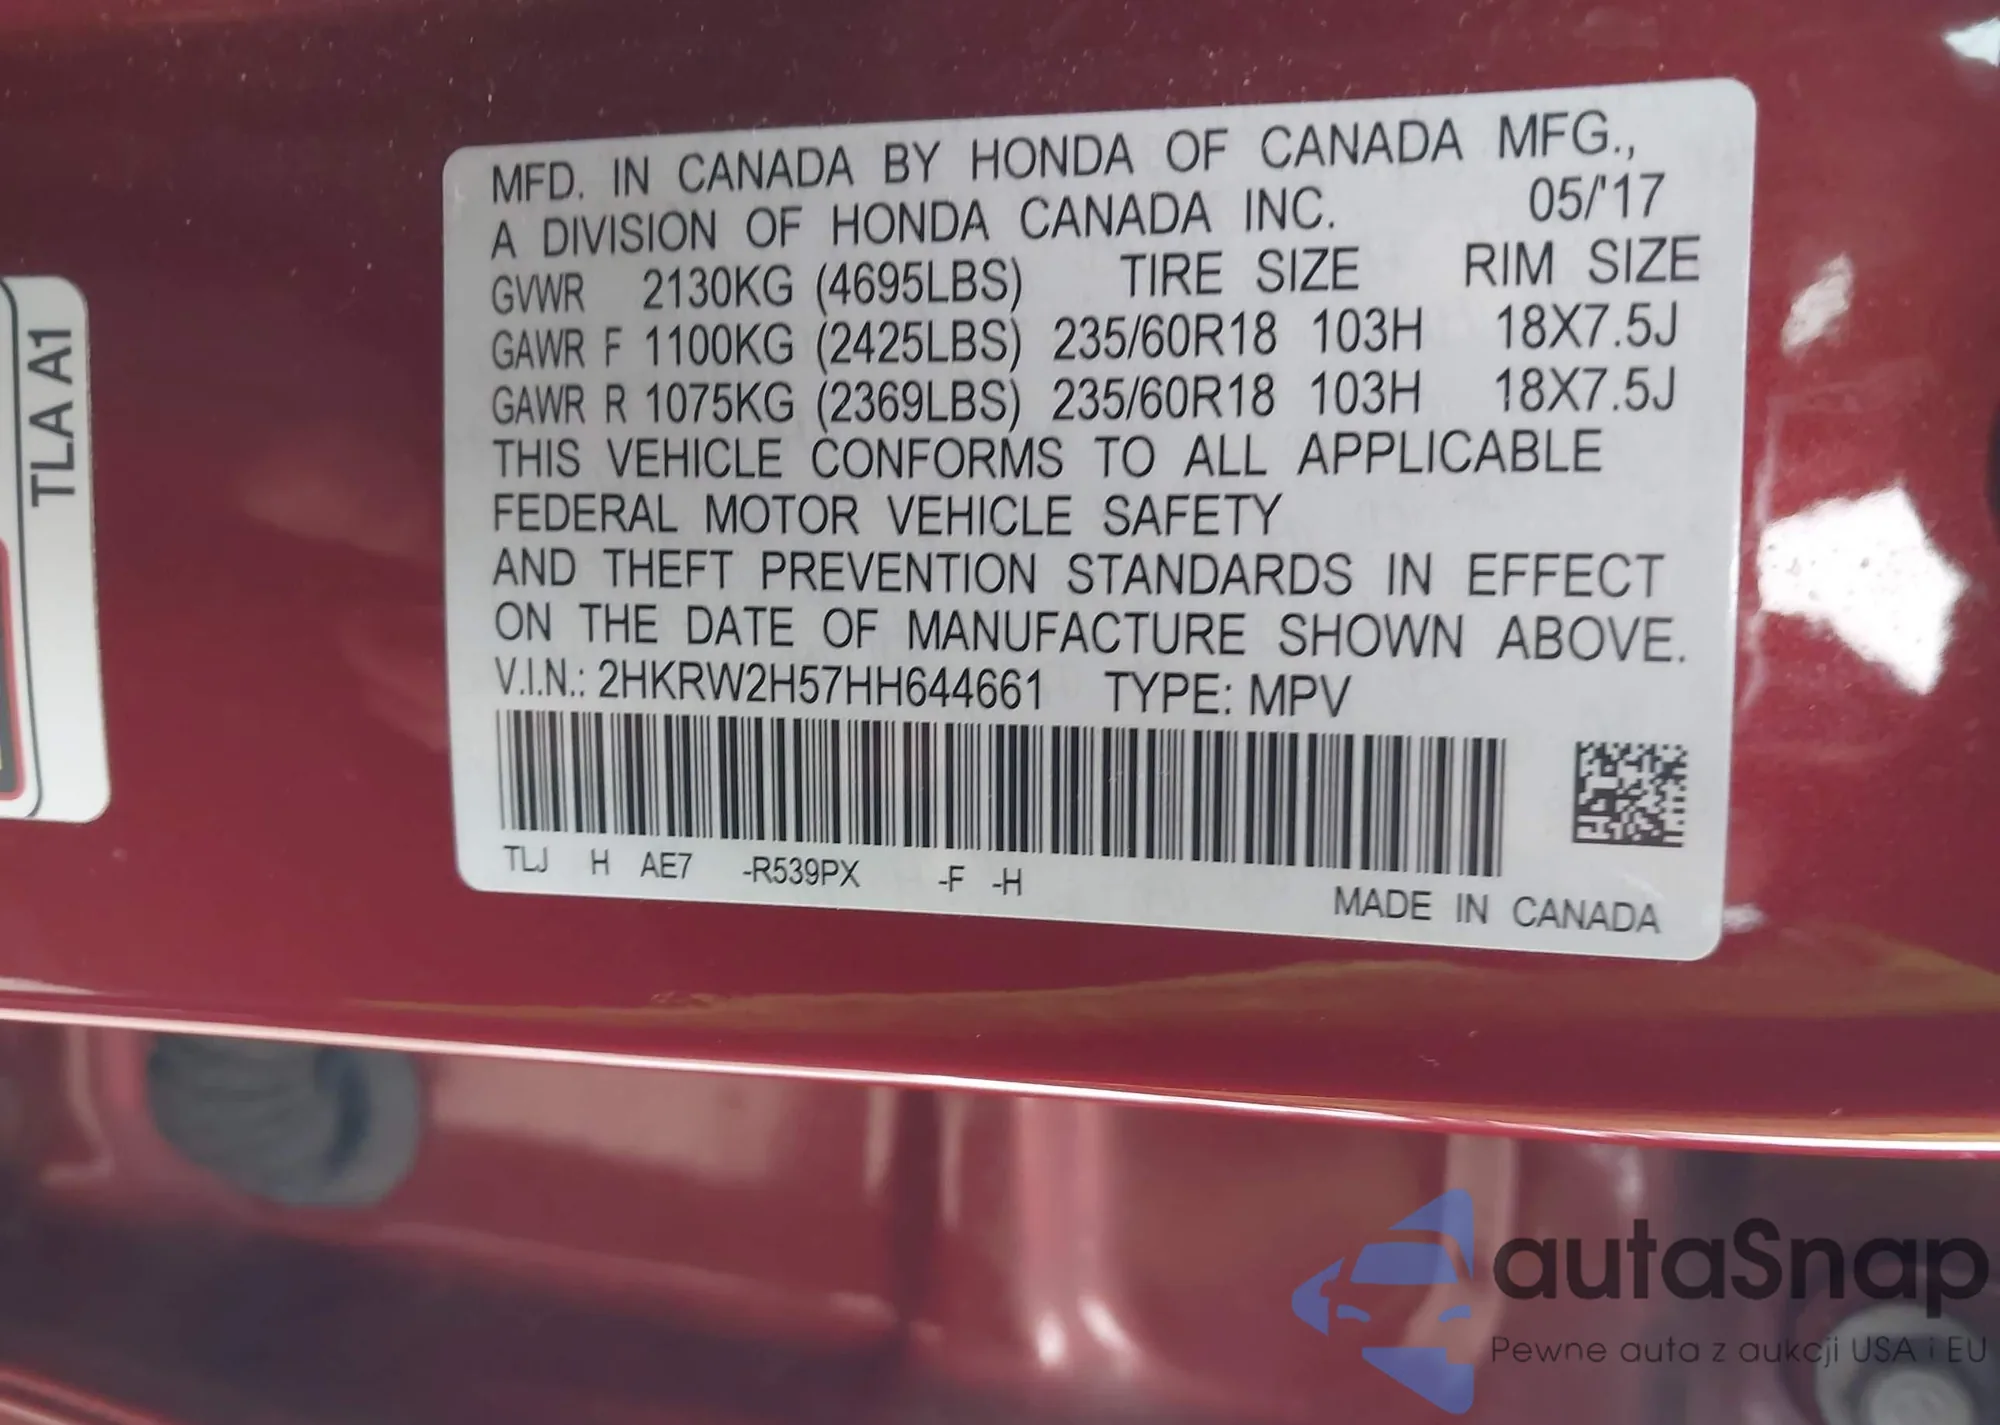 TLA A1
MFD. IN CANADA BY HONDA OF CANADA MFG.,
A DIVISION OF HONDA CANADA INC. 05/'17
GVWR 2130KG (4695LBS) TIRE SIZE RIM SIZE
GAWR F 1100KG (2425LBS) 235/60R18 103H 18X7.5J
GAWR R 1075KG (2369LBS) 235/60R18 103H 18X7.5J
THIS VEHICLE CONFORMS TO ALL APPLICABLE
FEDERAL MOTOR VEHICLE SAFETY
AND THEFT PREVENTION STANDARDS IN EFFECT
ON THE DATE OF MANUFACTURE SHOWN ABOVE.
V.I.N.: 2HKRW2H57HH644661 TYPE: MPV
TLJ H AE7 -R539PX -F -H
MADE IN CANADA
autaSnap
Pewne auta z aukcji USA i EU